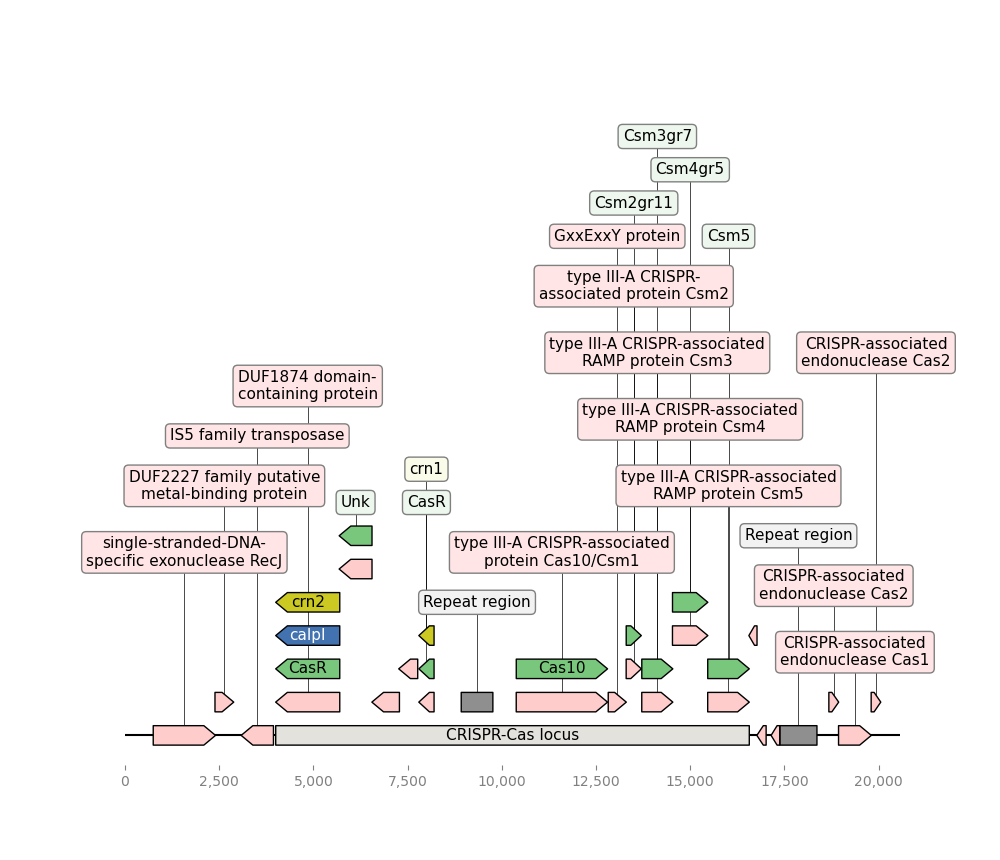 Csm3gr7
Csm4gr5
Csm2gr11
GxxExxY protein
Csm5
type III-A CRISPR-
associated protein Csm2
type III-A CRISPR-associated
RAMP protein Csm3
CRISPR-associated
endonuclease Cas2
DUF1874 domain-
containing protein
type III-A CRISPR-associated
RAMP protein Csm4
IS5 family transposase
crn1
DUF2227 family putative
metal-binding protein
type III-A CRISPR-associated
RAMP protein Csm5
Unk
CasR
Repeat region
single-stranded-DNA-
specific exonuclease RecJ
type III-A CRISPR-associated
protein Cas10/Csm1
CRISPR-associated
endonuclease Cas2
crn2
Repeat region
calpl
CRISPR-associated
endonuclease Cas1
CasR
Cas10
CRISPR-Cas locus
0 2,500 5,000 7,500 10,000 12,500 15,000 17,500 20,000